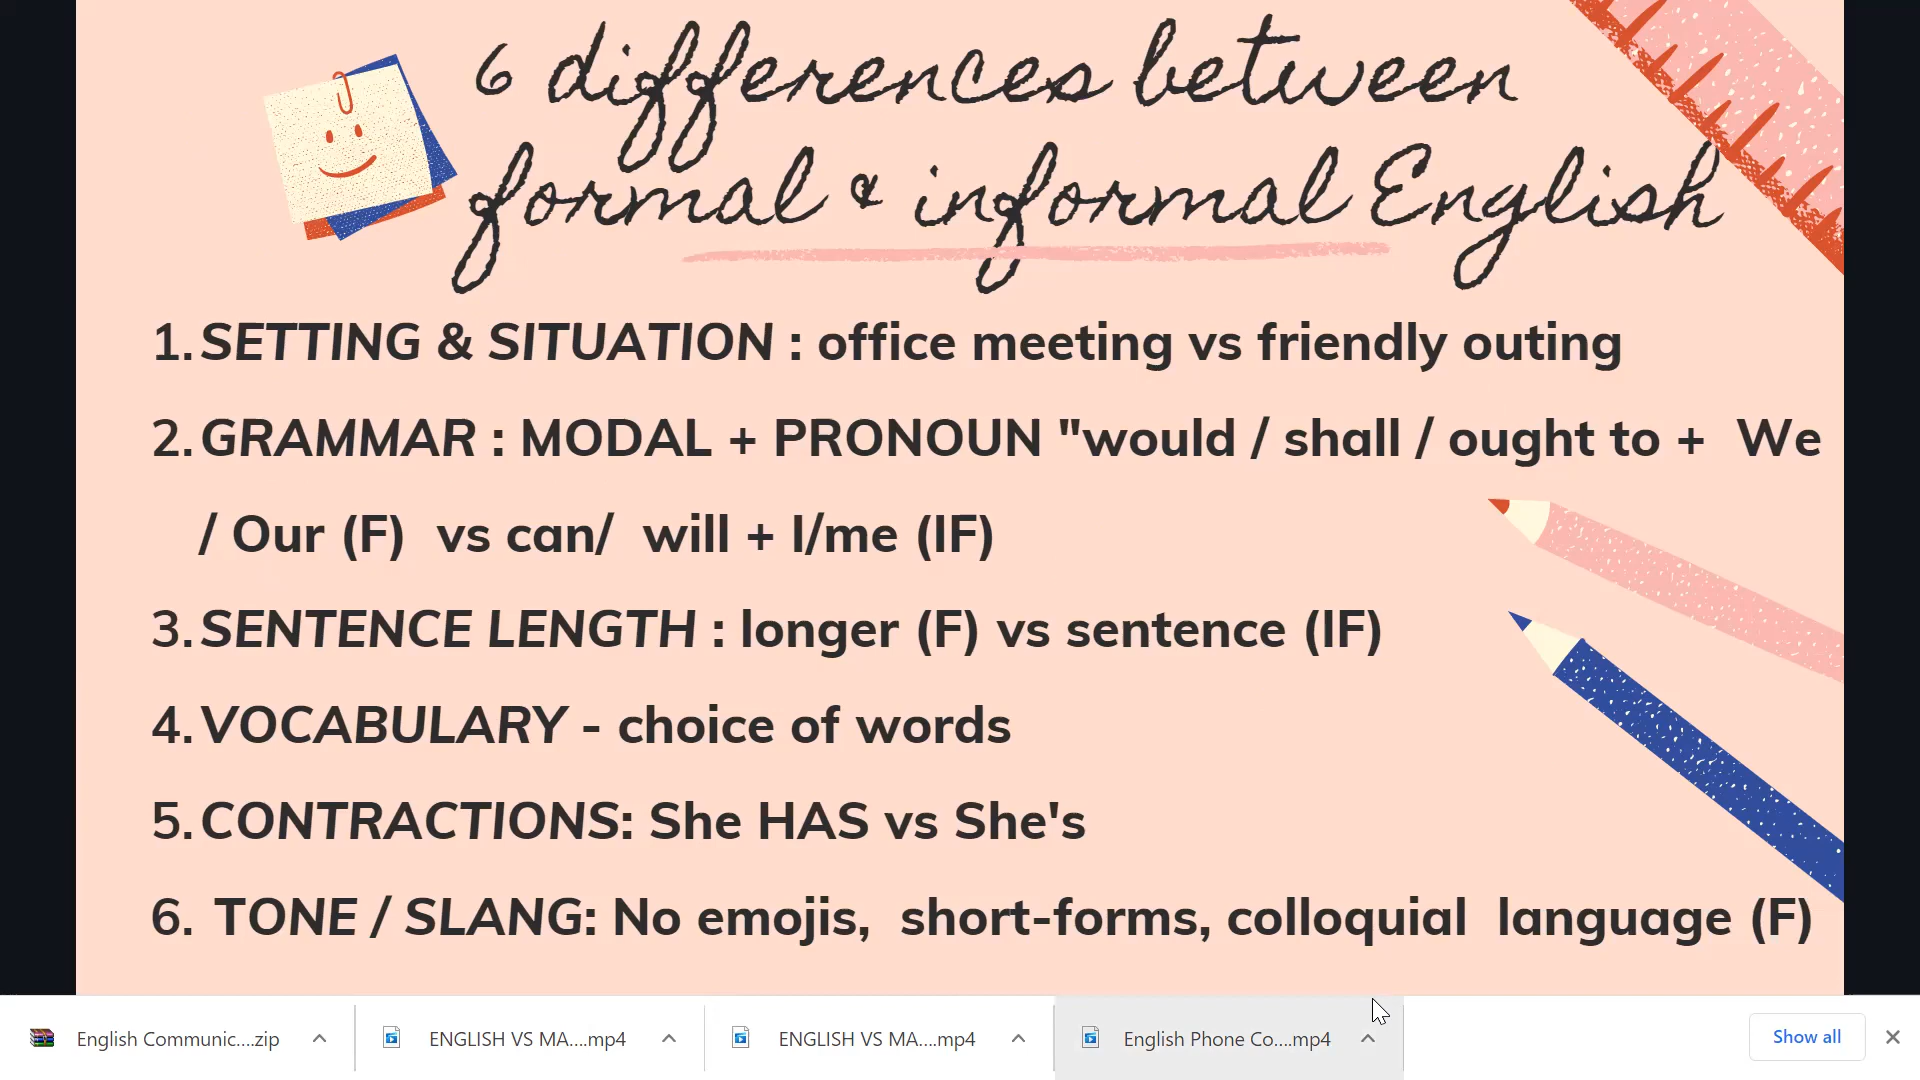 6 differences between
formal & informal English
1. SETTING & SITUATION : office meeting vs friendly outing
2. GRAMMAR : MODAL + PRONOUN "would / shall / ought to + We
/ Our (F) vs can/ will + I/me (IF)
3. SENTENCE LENGTH : longer (F) vs sentence (IF)
4. VOCABULARY - choice of words
5. CONTRACTIONS: She HAS vs She's
6. TONE / SLANG: No emojis, short-forms, colloquial language (F)
English Communic....zip
ENGLISH VS MA....mp4
ENGLISH VS MA....mp4
English Phone Co....mp4
Show all